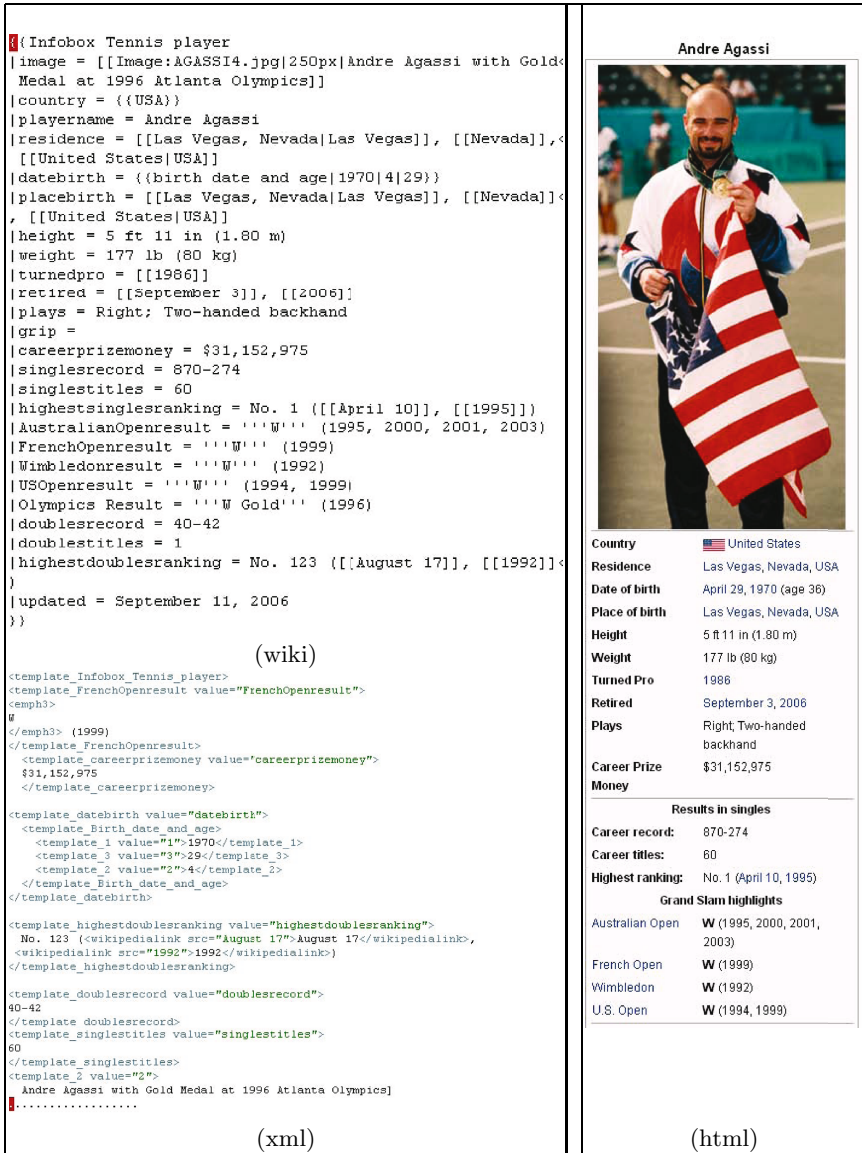 {{Infobox Tennis player
|image = [[Image:AGASSI4.jpg|250px|Andre Agassi with Gold<
 Medal at 1996 Atlanta Olympics]]
|country = {{USA}}
|playername = Andre Agassi
|residence = [[Las Vegas, Nevada|Las Vegas]], [[Nevada]],<
 [[United States|USA]]
|datebirth = {{birth date and age|1970|4|29}}
|placebirth = [[Las Vegas, Nevada|Las Vegas]], [[Nevada]]<
, [[United States|USA]]
|height = 5 ft 11 in (1.80 m)
|weight = 177 lb (80 kg)
|turnedpro = [[1986]]
|retired = [[September 3]], [[2006]]
|plays = Right; Two-handed backhand
|grip =
|careerprizemoney = $31,152,975
|singlesrecord = 870-274
|singlestitles = 60
|highestsinglesranking = No. 1 ([[April 10]], [[1995]])
|AustralianOpenresult = '''W''' (1995, 2000, 2001, 2003)
|FrenchOpenresult = '''W''' (1999)
|Wimbledonresult = '''W''' (1992)
|USOpenresult = '''W''' (1994, 1999)
|Olympics Result = '''W Gold''' (1996)
|doublesrecord = 40-42
|doublestitles = 1
|highestdoublesranking = No. 123 ([[August 17]], [[1992]]<
)
|updated = September 11, 2006
}}
(wiki)
<template_Infobox_Tennis_player>
<template_FrenchOpenresult value="FrenchOpenresult">
<emph3>
W
</emph3> (1999)
</template_FrenchOpenresult>
<template_careerprizemoney value="careerprizemoney">
$31,152,975
</template_careerprizemoney>
<template_datebirth value="datebirth">
<template_Birth_date_and_age>
<template_1 value="1">1970</template_1>
<template_3 value="3">29</template_3>
<template_2 value="2">4</template_2>
</template_Birth_date_and_age>
</template_datebirth>
<template_highestdoublesranking value="highestdoublesranking">
No. 123 (<wikipedialink src="August 17">August 17</wikipedialink>,
<wikipedialink src="1992">1992</wikipedialink>)
</template_highestdoublesranking>
<template_doublesrecord value="doublesrecord">
40-42
</template_doublesrecord>
<template_singlestitles value="singlestitles">
60
</template_singlestitles>
<template_2 value="2">
Andre Agassi with Gold Medal at 1996 Atlanta Olympics]
..................
(xml)
Andre Agassi
Country United States
Residence Las Vegas, Nevada, USA
Date of birth April 29, 1970 (age 36)
Place of birth Las Vegas, Nevada, USA
Height 5 ft 11 in (1.80 m)
Weight 177 lb (80 kg)
Turned Pro 1986
Retired September 3, 2006
Plays Right; Two-handed
backhand
Career Prize $31,152,975
Money
Results in singles
Career record: 870-274
Career titles: 60
Highest ranking: No. 1 (April 10, 1995)
Grand Slam highlights
Australian Open W (1995, 2000, 2001,
2003)
French Open W (1999)
Wimbledon W (1992)
U.S. Open W (1994, 1999)
(html)